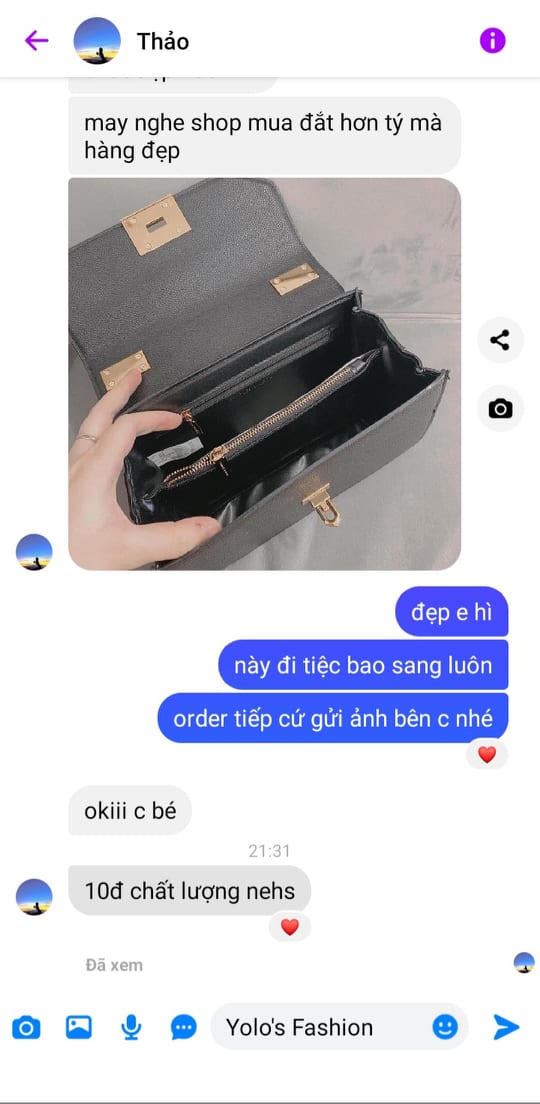 Thảo
may nghe shop mua đắt hơn tý mà
hàng đẹp
đẹp e hì
này đi tiệc bao sang luôn
order tiếp cứ gửi ảnh bên c nhé
okiii c bé
21:31
10đ chất lượng nehs
Đã xem
Yolo's Fashion